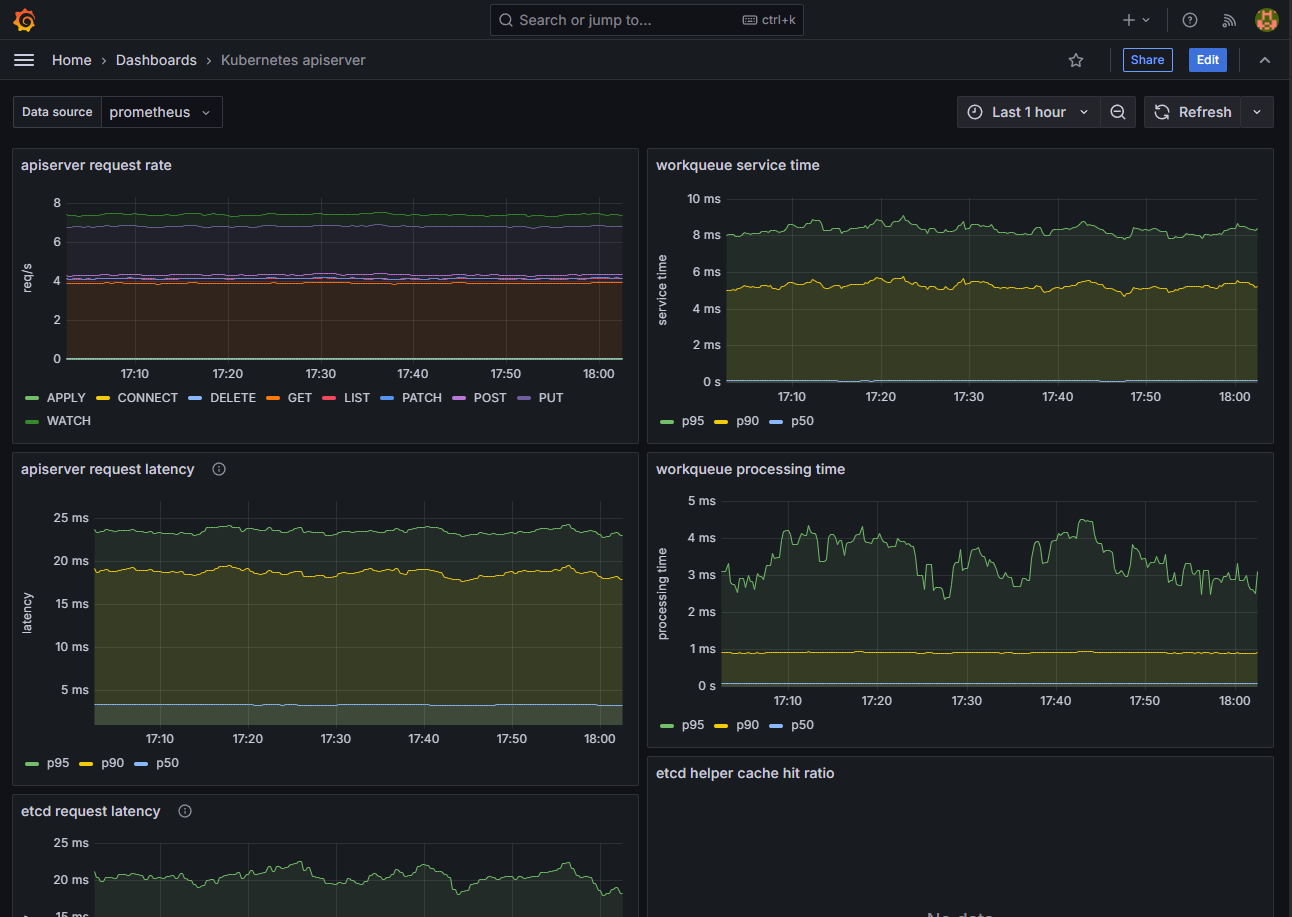 Search or jump to... ctrl+k
Home › Dashboards › Kubernetes apiserver
Share Edit
Data source prometheus
Last 1 hour Refresh
apiserver request rate
8
6
4
2
0
req/s
17:10 17:20 17:30 17:40 17:50 18:00
APPLY CONNECT DELETE GET LIST PATCH POST PUT
WATCH
workqueue service time
10 ms
8 ms
6 ms
4 ms
2 ms
0 s
service time
17:10 17:20 17:30 17:40 17:50 18:00
p95 p90 p50
apiserver request latency
25 ms
20 ms
15 ms
10 ms
5 ms
latency
17:10 17:20 17:30 17:40 17:50 18:00
p95 p90 p50
workqueue processing time
5 ms
4 ms
3 ms
2 ms
1 ms
0 s
processing time
17:10 17:20 17:30 17:40 17:50 18:00
p95 p90 p50
etcd request latency
25 ms
20 ms
15 ms
etcd helper cache hit ratio
No data